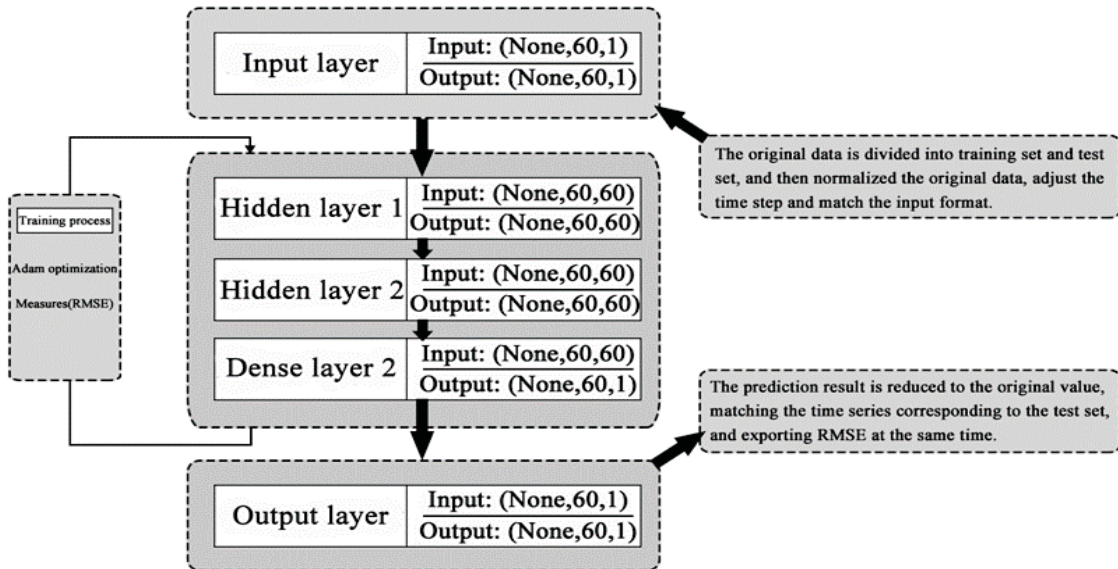 Input layer
Input: (None,60,1)
Output: (None,60,1)
The original data is divided into training set and test
set, and then normalized the original data, adjust the
time step and match the input format.
Training process
Adam optimization
Measures(RMSE)
Hidden layer 1
Input: (None,60,60)
Output: (None,60,60)
Hidden layer 2
Input: (None,60,60)
Output: (None,60,60)
Dense layer 2
Input: (None,60,60)
Output: (None,60,1)
The prediction result is reduced to the original value,
matching the time series corresponding to the test set,
and exporting RMSE at the same time.
Output layer
Input: (None,60,1)
Output: (None,60,1)